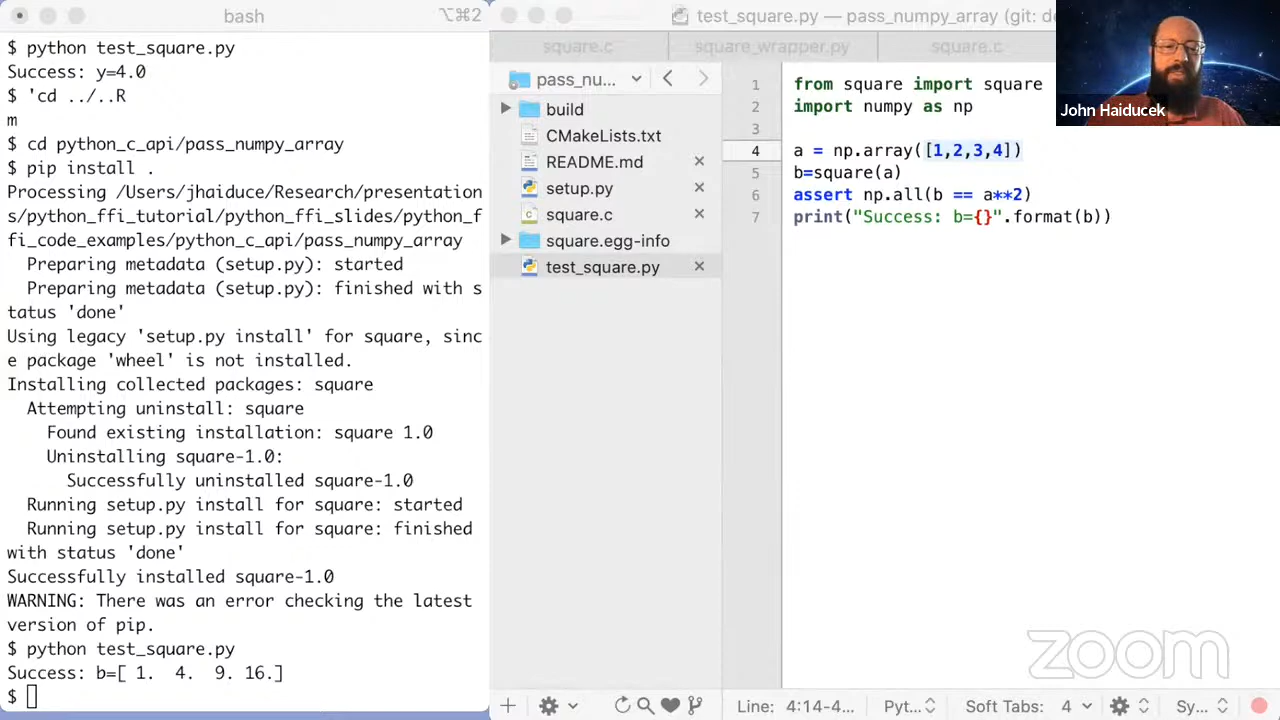 bash
⌥⌘2
$ python test_square.py
Success: y=4.0
$ 'cd ../..R
m
$ cd python_c_api/pass_numpy_array
$ pip install .
Processing /Users/jhaiduce/Research/presentation
s/python_ffi_tutorial/python_ffi_slides/python_f
fi_code_examples/python_c_api/pass_numpy_array
Preparing metadata (setup.py): started
Preparing metadata (setup.py): finished with s
tatus 'done'
Using legacy 'setup.py install' for square, sinc
e package 'wheel' is not installed.
Installing collected packages: square
Attempting uninstall: square
Found existing installation: square 1.0
Uninstalling square-1.0:
Successfully uninstalled square-1.0
Running setup.py install for square: started
Running setup.py install for square: finished
with status 'done'
Successfully installed square-1.0
WARNING: There was an error checking the latest
version of pip.
$ python test_square.py
Success: b=[ 1.  4.  9. 16.]
$
test_square.py — pass_numpy_array (git: de
square.c
square_wrapper.py
square.c
pass_nu...
build
CMakeLists.txt
README.md
setup.py
square.c
square.egg-info
test_square.py
1 from square import square
2 import numpy as np
3
4 a = np.array([1,2,3,4])
5 b=square(a)
6 assert np.all(b == a**2)
7 print("Success: b={}".format(b))
John Haiducek
zoom
Line: 4:14-4...
Pyt...
Soft Tabs: 4
Sy...